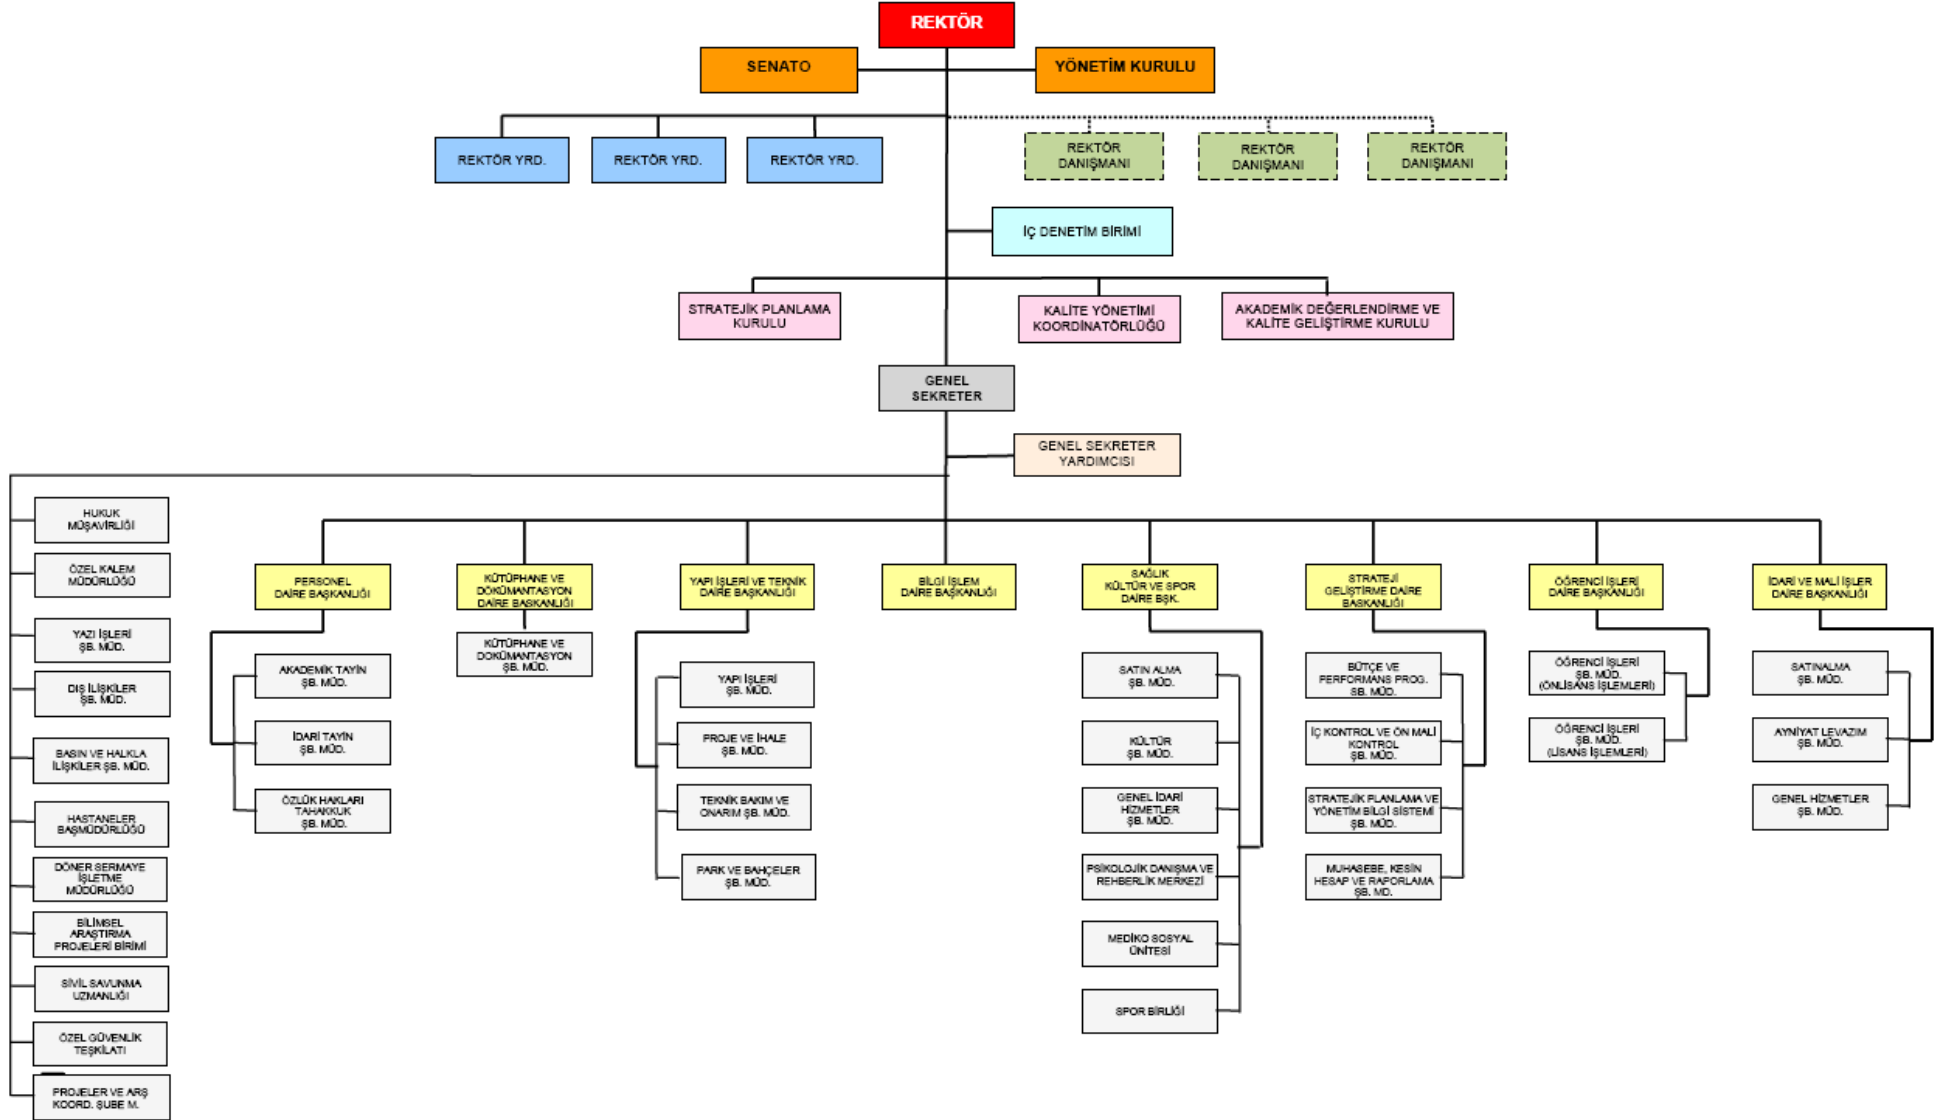 REKTÖR
SENATO
YÖNETİM KURULU
REKTÖR YRD.
REKTÖR YRD.
REKTÖR YRD.
REKTÖR
DANIŞMANI
REKTÖR
DANIŞMANI
REKTÖR
DANIŞMANI
İÇ DENETİM BİRİMİ
STRATEJİK PLANLAMA
KURULU
KALİTE YÖNETİMİ
KOORDİNATÖRLÜĞÜ
AKADEMİK DEĞERLENDİRME VE
KALİTE GELİŞTİRME KURULU
GENEL
SEKRETER
GENEL SEKRETER
YARDIMCISI
HUKUK
MÜŞAVİRLİĞİ
ÖZEL KALEM
MÜDÜRLÜĞÜ
YAZI İŞLERİ
ŞB. MÜD.
DIŞ İLİŞKİLER
ŞB. MÜD.
BASIN VE HALKLA
İLİŞKİLER ŞB. MÜD.
HASTANELER
BAŞMÜDÜRLÜĞÜ
DÖNER SERMAYE
İŞLETME
MÜDÜRLÜĞÜ
BİLİMSEL
ARAŞTIRMA
PROJELERİ BİRİMİ
SİVİL SAVUNMA
UZMANLIĞI
ÖZEL GÜVENLİK
TEŞKİLATI
PROJELER VE ARŞ
KOORD. ŞUBE M.
PERSONEL
DAİRE BAŞKANLIĞI
AKADEMİK TAYİN
ŞB. MÜD.
İDARİ TAYİN
ŞB. MÜD.
ÖZLÜK HAKLARI
TAHAKKUK
ŞB. MÜD.
KÜTÜPHANE VE
DÖKÜMANTASYON
DAİRE BASKANLIĞI
KÜTÜPHANE VE
DOKÜMANTASYON
ŞB. MÜD.
YAPI İŞLERİ VE TEKNİK
DAİRE BAŞKANLIĞI
YAPI İŞLERİ
ŞB. MÜD.
PROJE VE İHALE
ŞB. MÜD.
TEKNİK BAKIM VE
ONARIM ŞB. MÜD.
PARK VE BAHÇELER
ŞB. MÜD.
BİLGİ İŞLEM
DAİRE BAŞKANLIĞI
SAĞLIK
KÜLTÜR VE SPOR
DAİRE BŞK.
SATIN ALMA
ŞB. MÜD.
KÜLTÜR
ŞB. MÜD.
GENEL İDARİ
HİZMETLER
ŞB. MÜD.
PSİKOLOJİK DANIŞMA VE
REHBERLİK MERKEZİ
MEDİKO SOSYAL
ÜNİTESİ
SPOR BİRLİĞİ
STRATEJİ
GELİŞTİRME DAİRE
BASKANLIĞI
BÜTÇE VE
PERFORMANS PROG.
SB. MÜD.
İÇ KONTROL VE ÖN MALİ
KONTROL
ŞB. MÜD.
STRATEJİK PLANLAMA VE
YÖNETİM BİLGİ SİSTEMİ
ŞB. MÜD.
MUHASEBE, KESİN
HESAP VE RAPORLAMA
ŞB. MD.
ÖĞRENCİ İŞLERİ
DAİRE BAŞKANLIĞI
ÖĞRENCİ İŞLERİ
ŞB. MÜD.
(ÖNLİSANS İŞLEMLERİ)
ÖĞRENCİ İŞLERİ
ŞB. MÜD.
(LİSANS İŞLEMLERİ)
İDARİ VE MALİ İŞLER
DAİRE BAŞKANLIĞI
SATINALMA
ŞB. MÜD.
AYNİYAT LEVAZIM
ŞB. MÜD.
GENEL HİZMETLER
ŞB. MÜD.